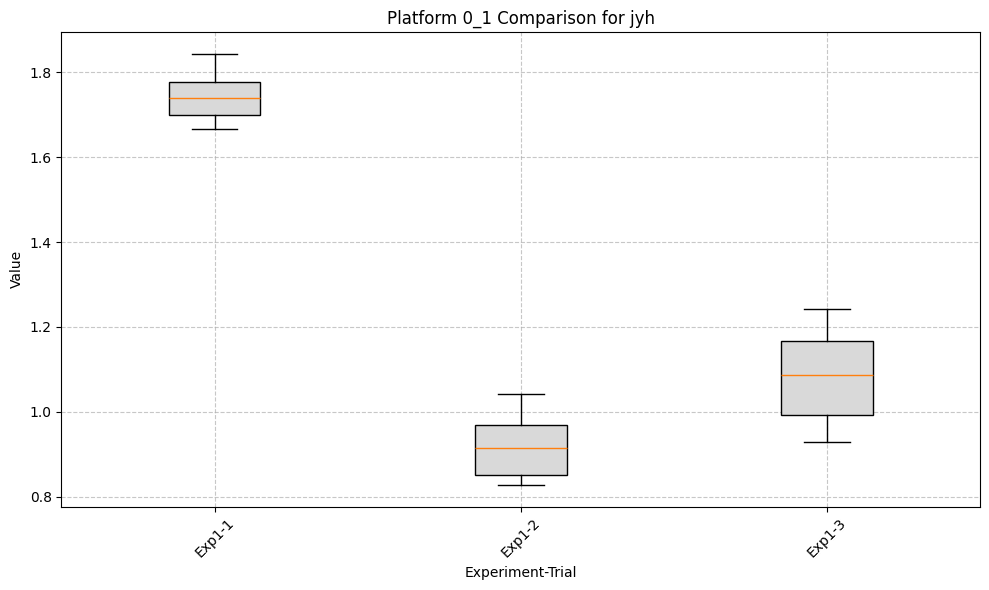 Platform 0_1 Comparison for jyh
Value
1.8
1.6
1.4
1.2
1.0
0.8
Exp1-1
Exp1-2
Exp1-3
Experiment-Trial